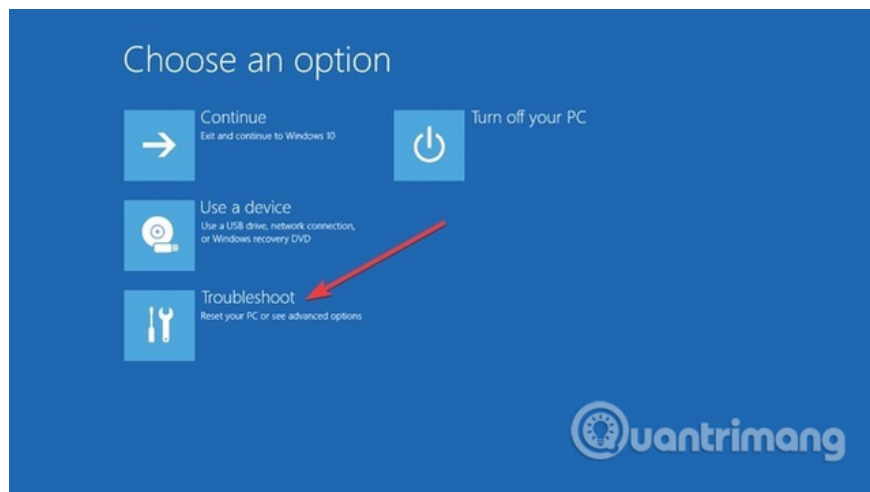 Choose an option
Continue
Exit and continue to Windows 10
Turn off your PC
Use a device
Use a USB drive, network connection,
or Windows recovery DVD
Troubleshoot
Reset your PC or see advanced options
Quantrimang